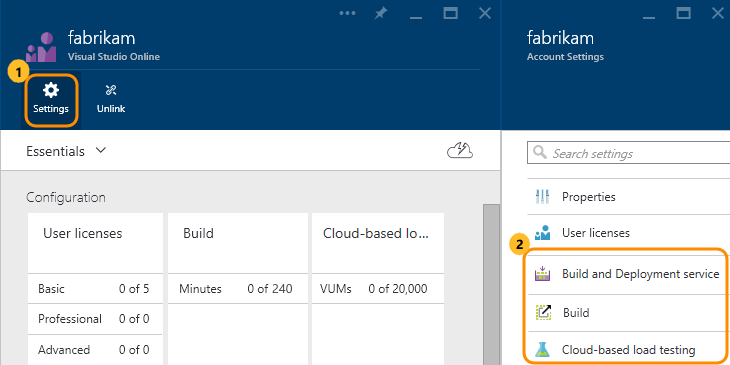 fabrikam
Visual Studio Online
1
Settings
Unlink
Essentials
Configuration
User licenses
Basic 0 of 5
Professional 0 of 0
Advanced 0 of 0
Build
Minutes 0 of 240
Cloud-based lo...
VUMs 0 of 20,000
fabrikam
Account Settings
Search settings
Properties
User licenses
2
Build and Deployment service
Build
Cloud-based load testing